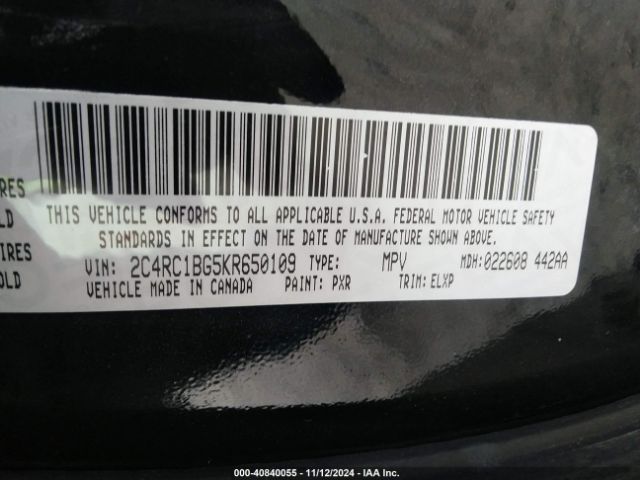 IRES
THIS VEHICLE CONFORMS TO ALL APPLICABLE U.S.A. FEDERAL MOTOR VEHICLE SAFETY
LD
STANDARDS IN EFFECT ON THE DATE OF MANUFACTURE SHOWN ABOVE.
IRES
VIN: 2C4RC1BG5KR650109 TYPE: MPV MDH: 022608 442AA
OLD
VEHICLE MADE IN CANADA PAINT: PXR TRIM: ELXP
000-40840055 - 11/12/2024 - IAA Inc.